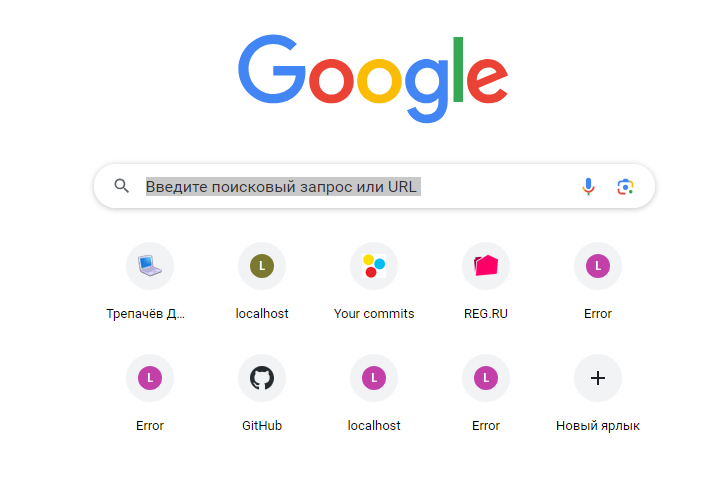 Google
Введите поисковый запрос или URL
L
L
Трепачёв Д...
localhost
Your commits
REG.RU
Error
L
L
L
Error
GitHub
localhost
Error
Новый ярлык